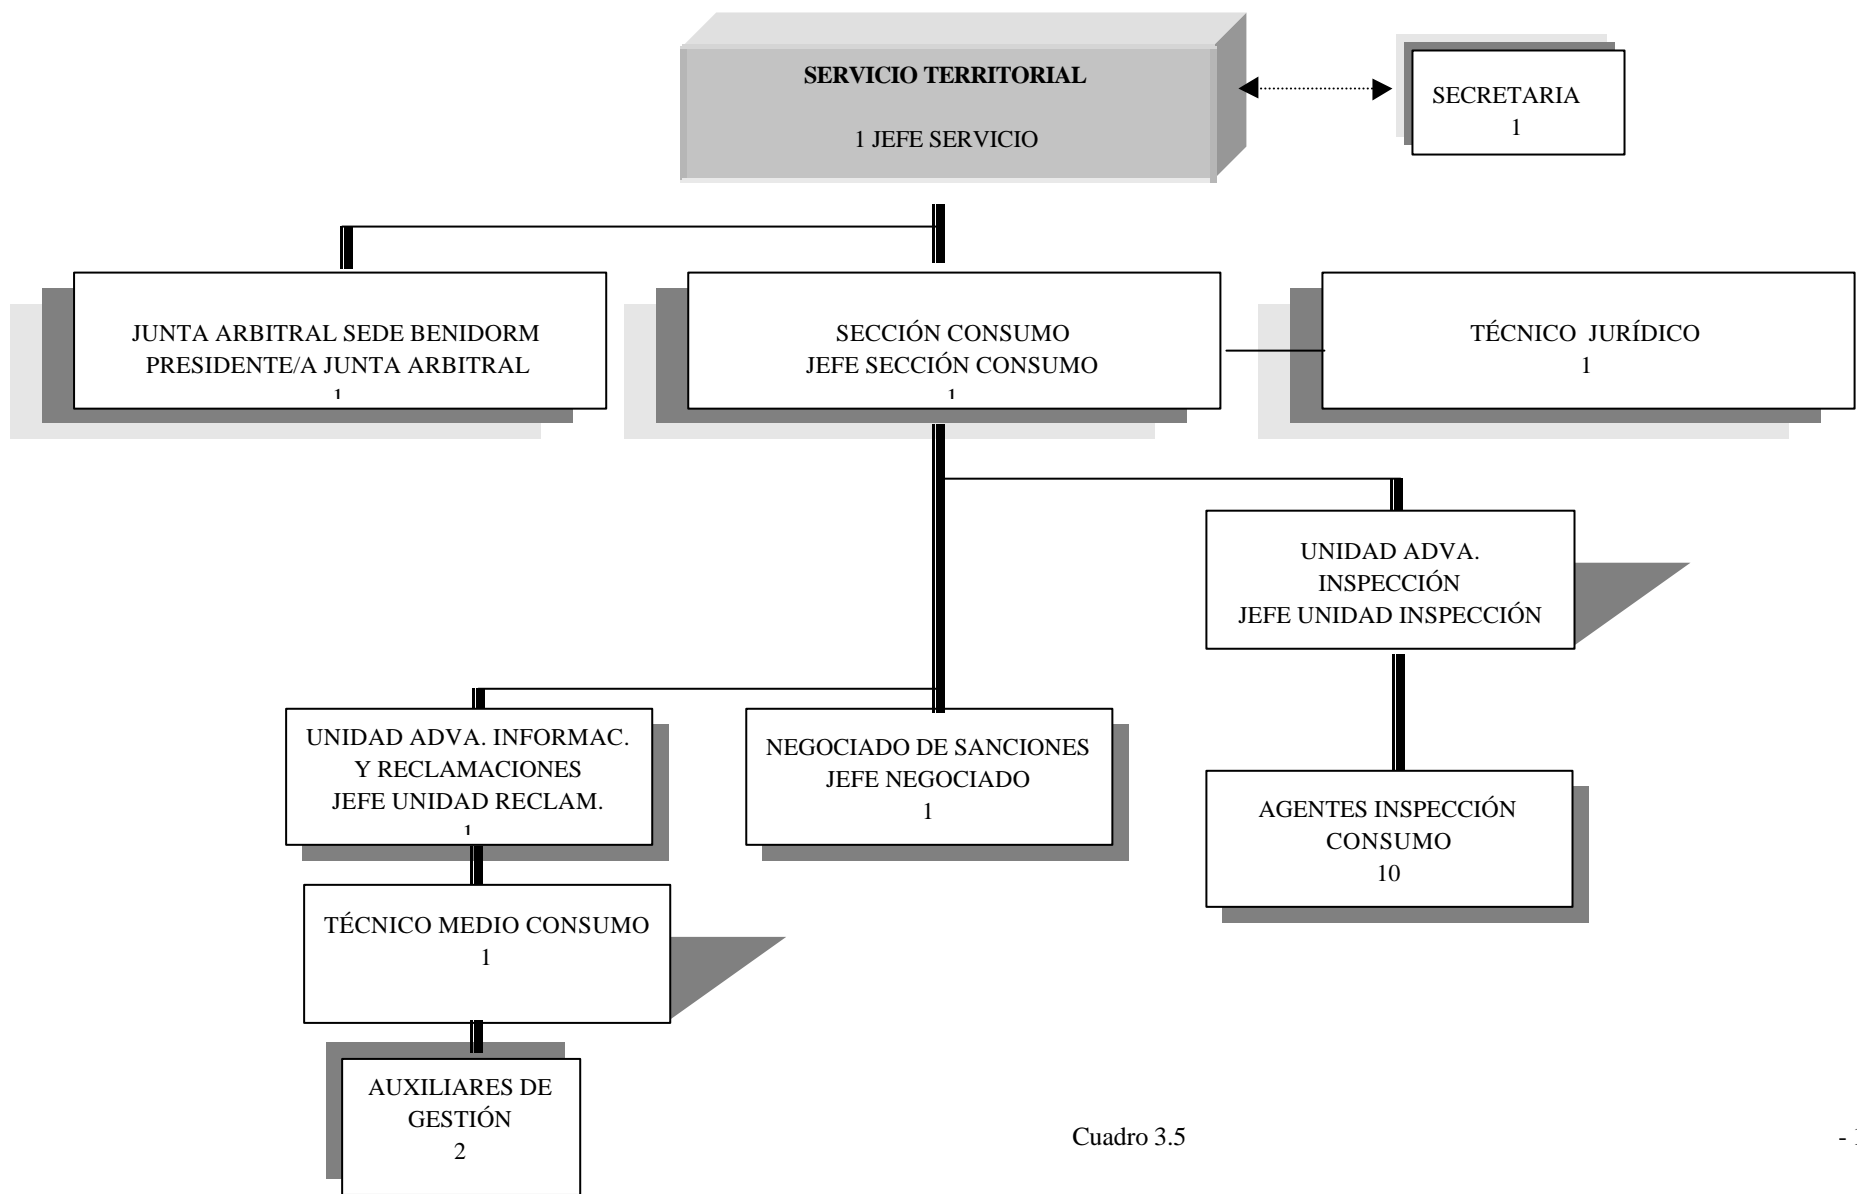 SERVICIO TERRITORIAL
1 JEFE SERVICIO
SECRETARIA
1
JUNTA ARBITRAL SEDE BENIDORM
PRESIDENTE/A JUNTA ARBITRAL
1
SECCIÓN CONSUMO
JEFE SECCIÓN CONSUMO
1
TÉCNICO JURÍDICO
1
UNIDAD ADVA.
INSPECCIÓN
JEFE UNIDAD INSPECCIÓN
UNIDAD ADVA. INFORMAC.
Y RECLAMACIONES
JEFE UNIDAD RECLAM.
1
NEGOCIADO DE SANCIONES
JEFE NEGOCIADO
1
AGENTES INSPECCIÓN
CONSUMO
10
TÉCNICO MEDIO CONSUMO
1
AUXILIARES DE
GESTIÓN
2
Cuadro 3.5